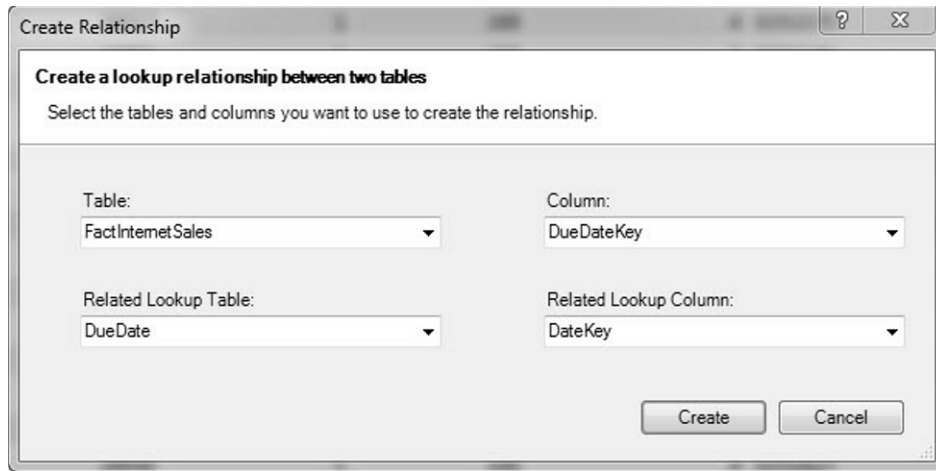 Create Relationship
Create a lookup relationship between two tables
Select the tables and columns you want to use to create the relationship.
Table:
Column:
FactInternetSales
DueDateKey
Related Lookup Table:
Related Lookup Column:
DueDate
DateKey
Create
Cancel